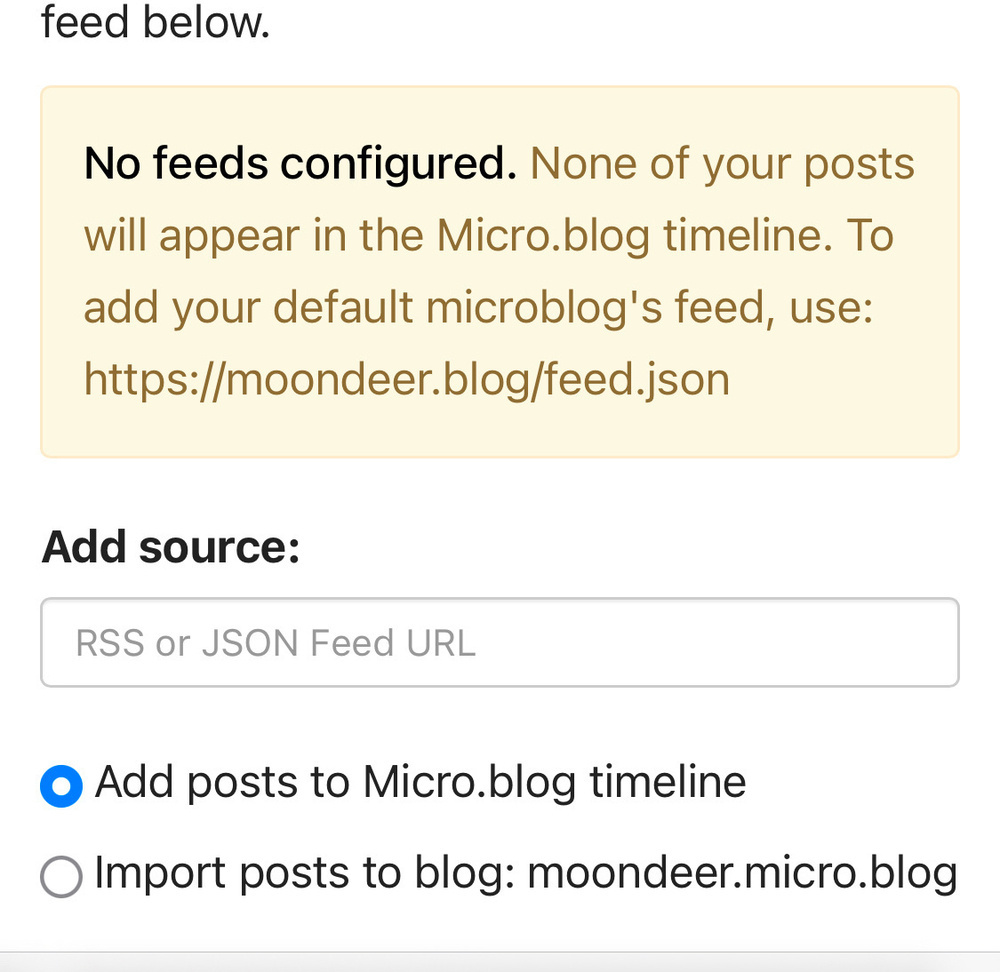 feed below.
No feeds configured. None of your posts
will appear in the Micro.blog timeline. To
add your default microblog's feed, use:
https://moondeer.blog/feed.json
Add source:
RSS or JSON Feed URL
Add posts to Micro.blog timeline
Import posts to blog: moondeer.micro.blog